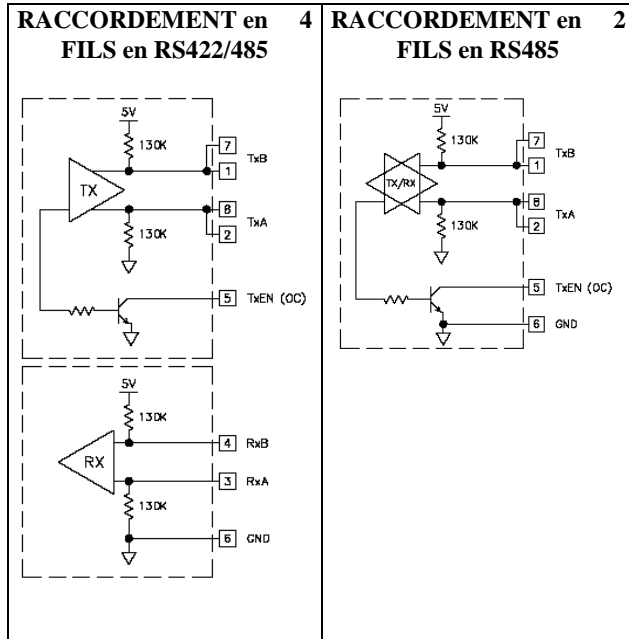 RACCORDEMENT en 4
FILS en RS422/485
5V
130K
7
1
TxB
TX
8
2
TxA
130K
5 TxEN (OC)
5V
130K
4 RxB
RX
3 RxA
130K
6 GND
RACCORDEMENT en 2
FILS en RS485
5V
130K
7
1
TxB
TX/RX
8
2
TxA
130K
5 TxEN (OC)
6 GND